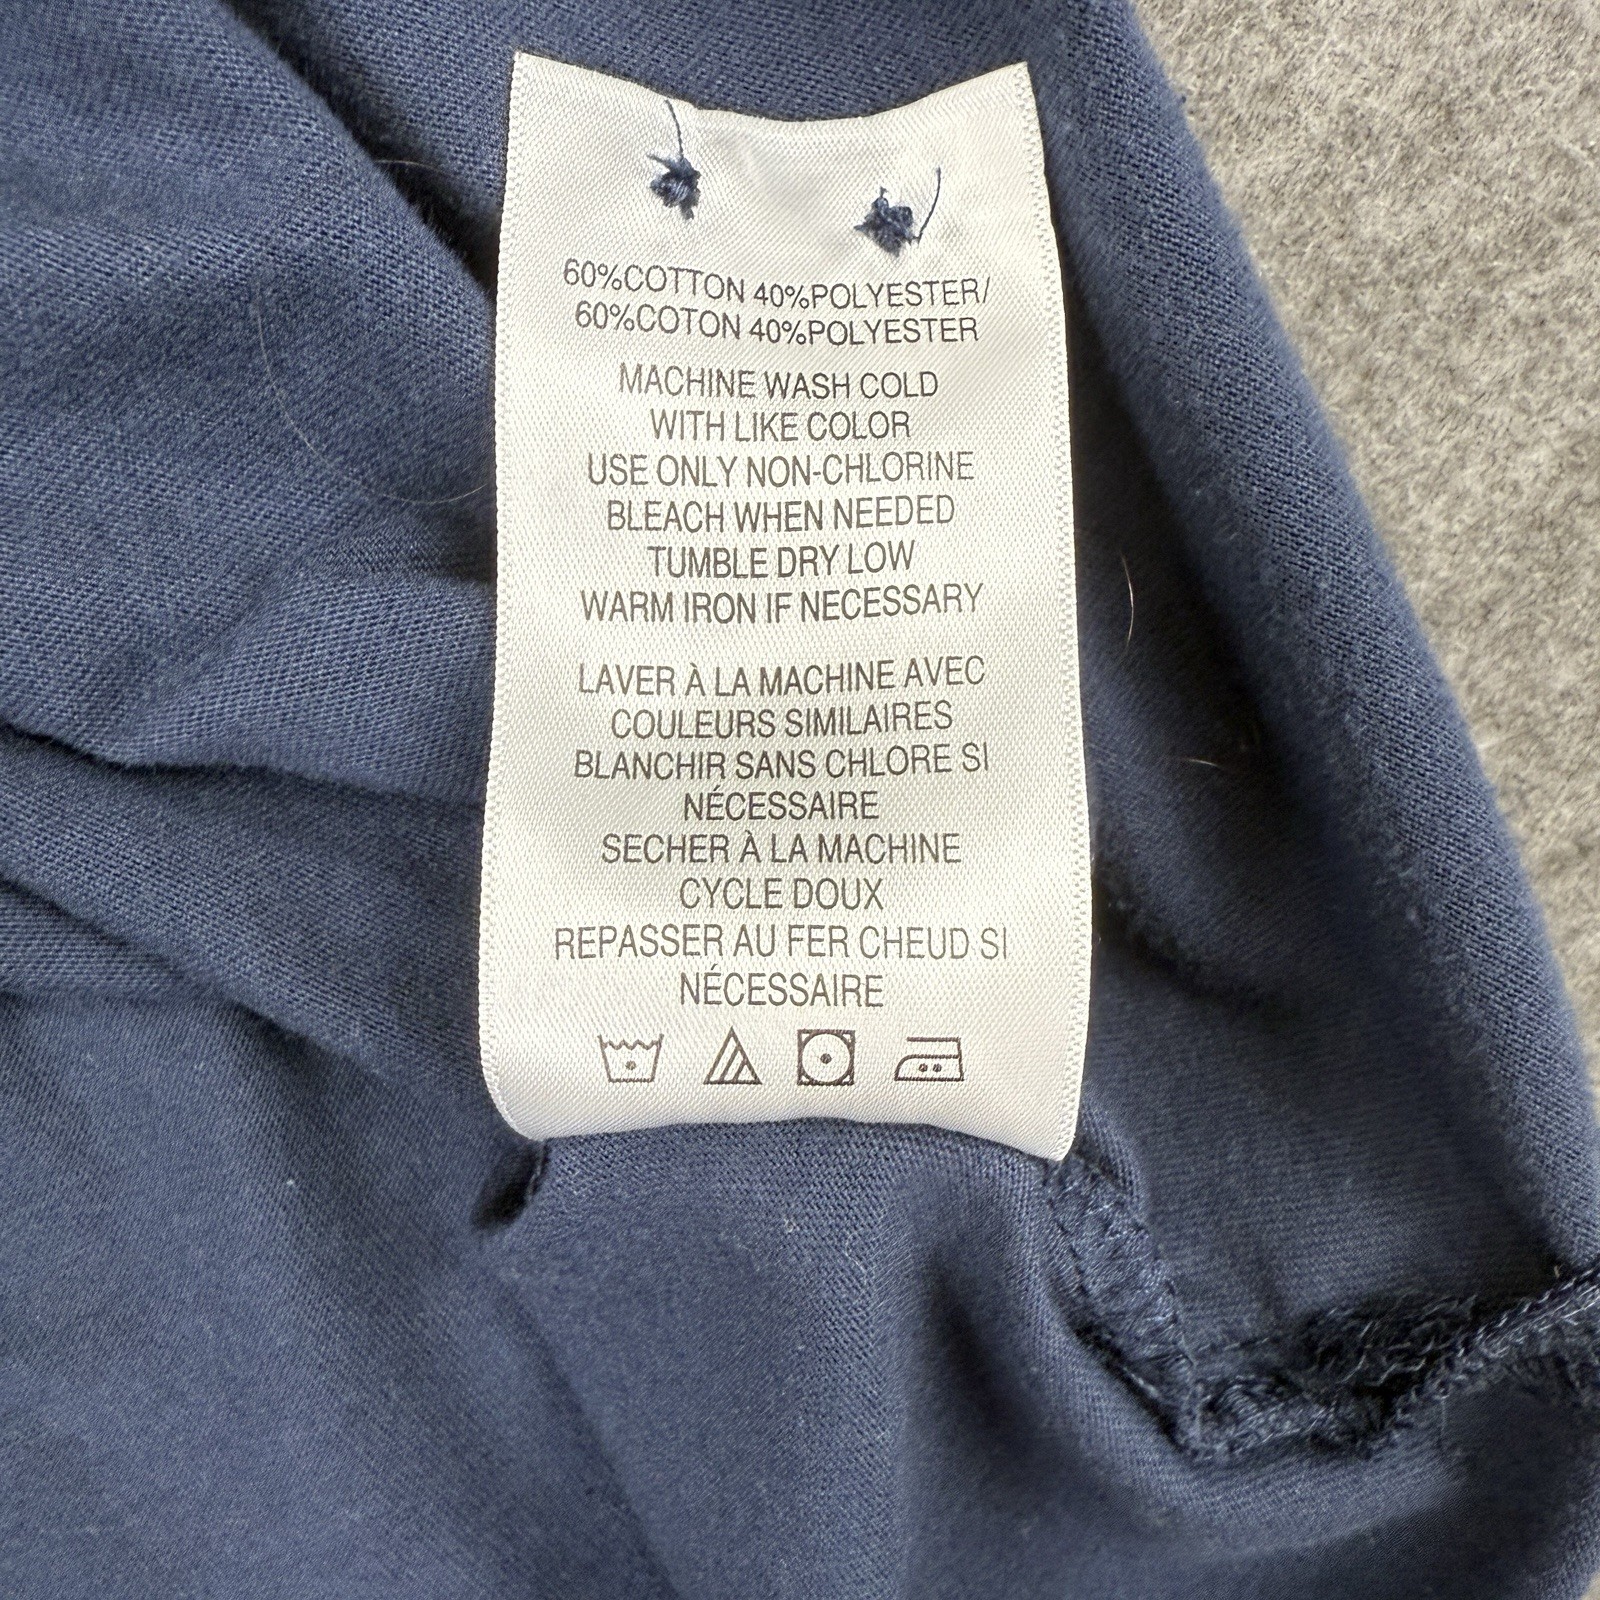 60%COTTON 40%POLYESTER/
60%COTON 40%POLYESTER
MACHINE WASH COLD
WITH LIKE COLOR
USE ONLY NON-CHLORINE
BLEACH WHEN NEEDED
TUMBLE DRY LOW
WARM IRON IF NECESSARY
LAVER À LA MACHINE AVEC
COULEURS SIMILAIRES
BLANCHIR SANS CHLORE SI
NÉCESSAIRE
SECHER À LA MACHINE
CYCLE DOUX
REPASSER AU FER CHEUD SI
NÉCESSAIRE